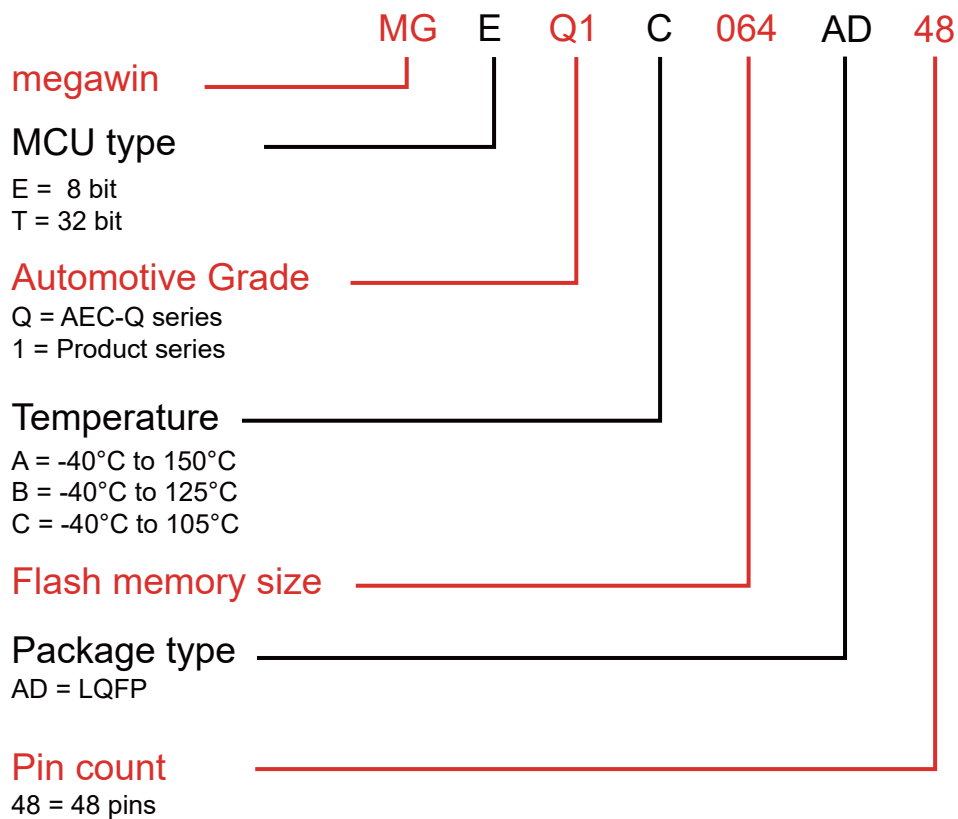 MG E Q1 C 064 AD 48
megawin
MCU type
E = 8 bit
T = 32 bit
Automotive Grade
Q = AEC-Q series
1 = Product series
Temperature
A = -40°C to 150°C
B = -40°C to 125°C
C = -40°C to 105°C
Flash memory size
Package type
AD = LQFP
Pin count
48 = 48 pins